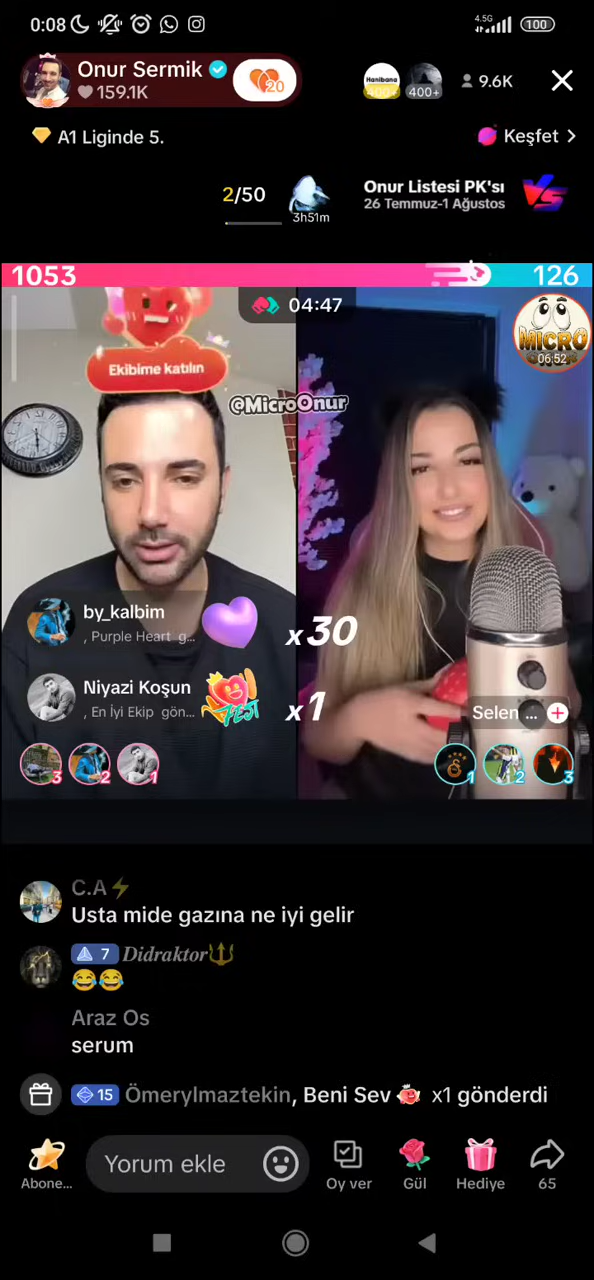 0:08
4.5G
100
Onur Sermik
159.1K
20
Hanibana
400+
400+
9.6K
A1 Liginde 5.
Keşfet
2/50
3h51m
Onur Listesi PK'sı
26 Temmuz-1 Ağustos
VS
1053
126
04:47
Ekibime katılın
@MicroOnur
MICRO
06:52
by_kalbim
, Purple Heart g...
x30
Niyazi Koşun
, En İyi Ekip gön...
x1
Selen ...
3
2
1
1
2
3
C.A
Usta mide gazına ne iyi gelir
7 Didraktor
Araz Os
serum
15 Ömerylmaztekin, Beni Sev x1 gönderdi
Abone...
Yorum ekle
Oy ver
Gül
Hediye
65